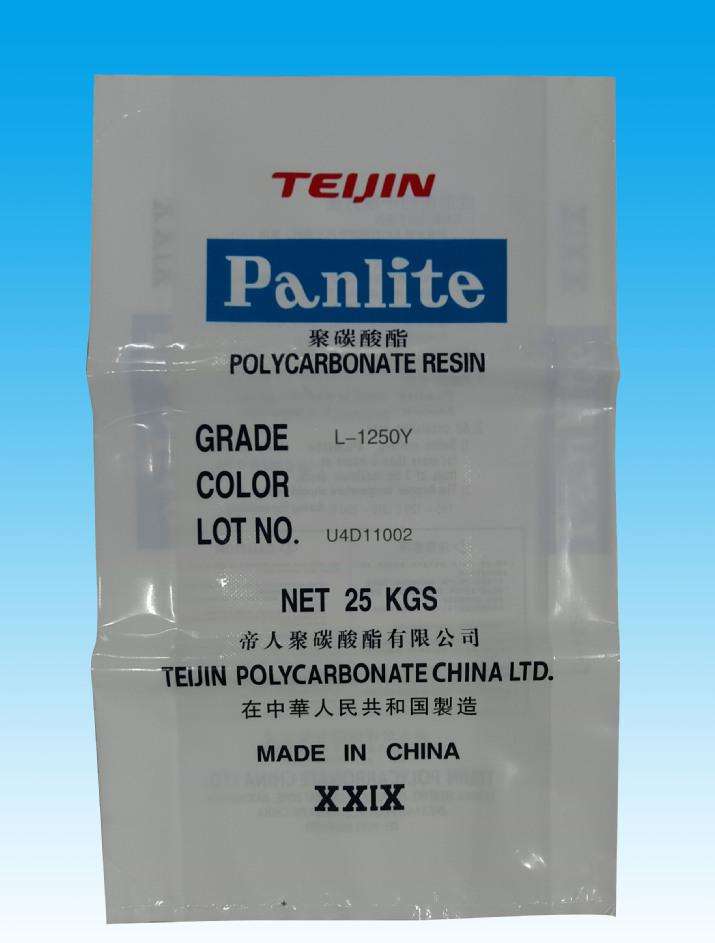 TEIJIN
Panlite
聚碳酸酯
POLYCARBONATE RESIN
GRADE L-1250Y
COLOR
LOT NO. U4D11002
NET 25 KGS
帝人聚碳酸酯有限公司
TEIJIN POLYCARBONATE CHINA LTD.
在中華人民共和国製造
MADE IN CHINA
XXIX